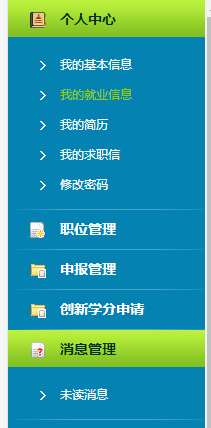 个人中心
我的基本信息
我的就业信息
我的简历
我的求职信
修改密码
职位管理
申报管理
创新学分申请
消息管理
未读消息